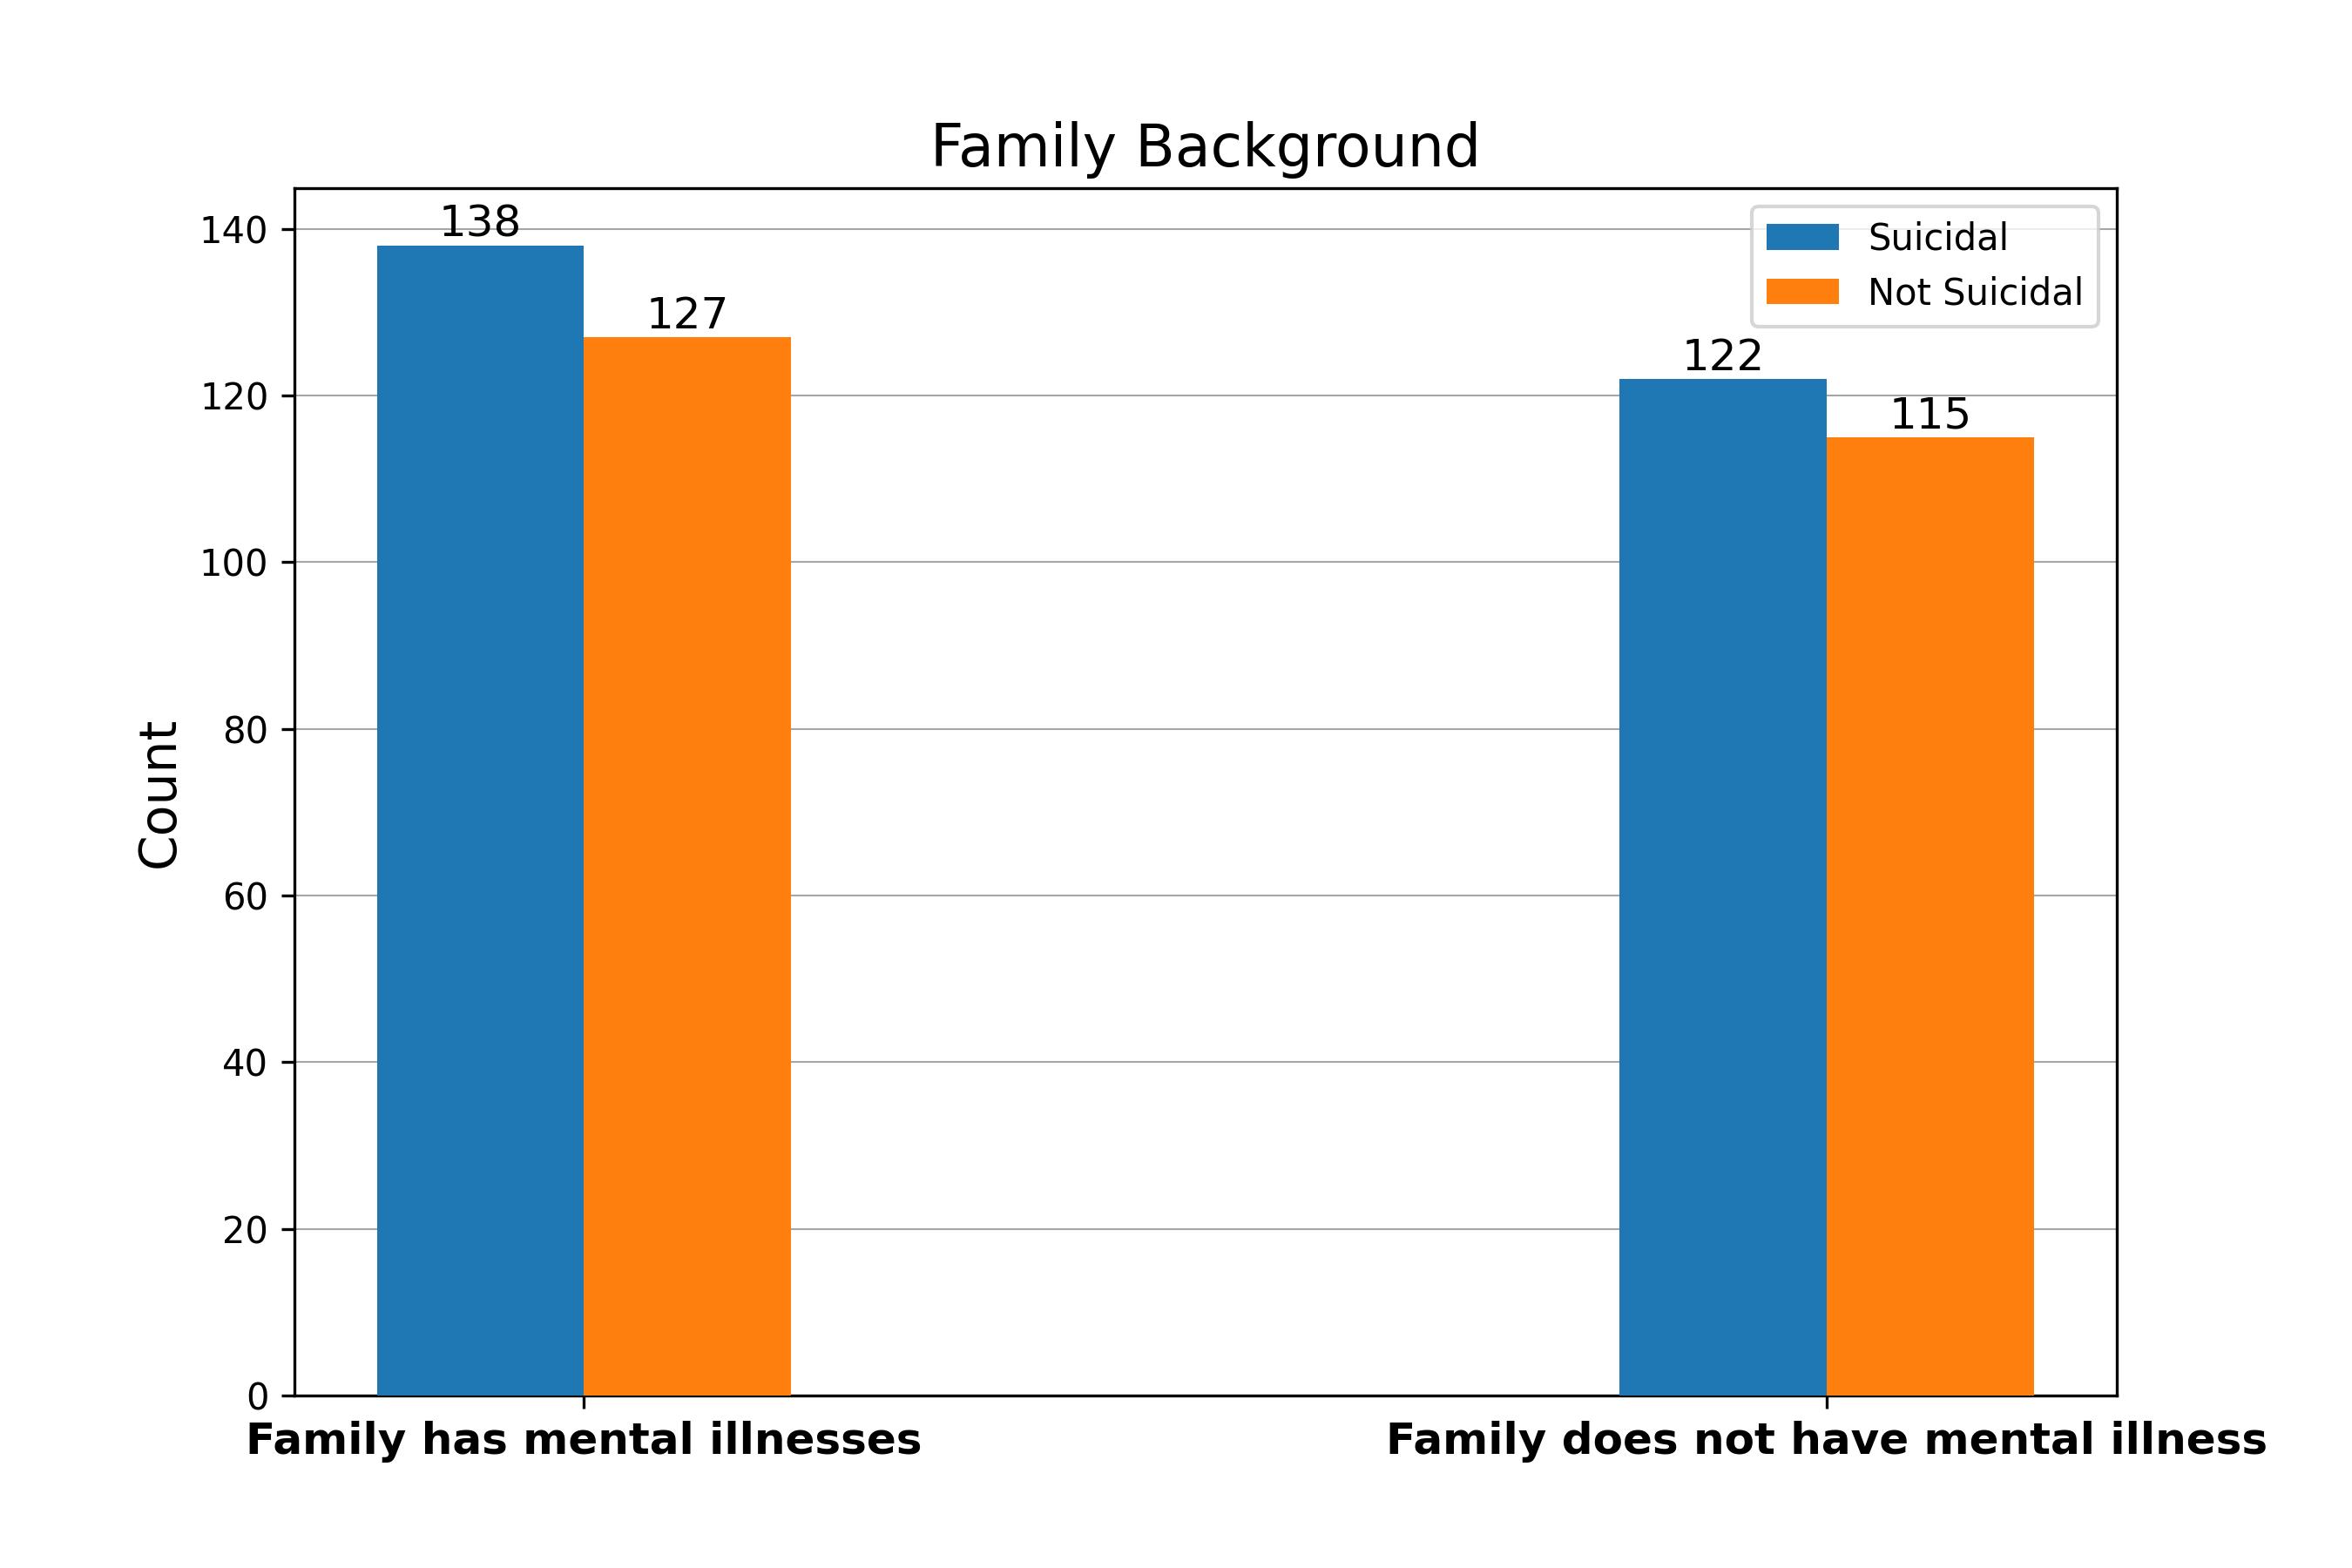 Family Background
Count
140
120
100
80
60
40
20
0
138
127
122
115
Suicidal
Not Suicidal
Family has mental illnesses
Family does not have mental illness